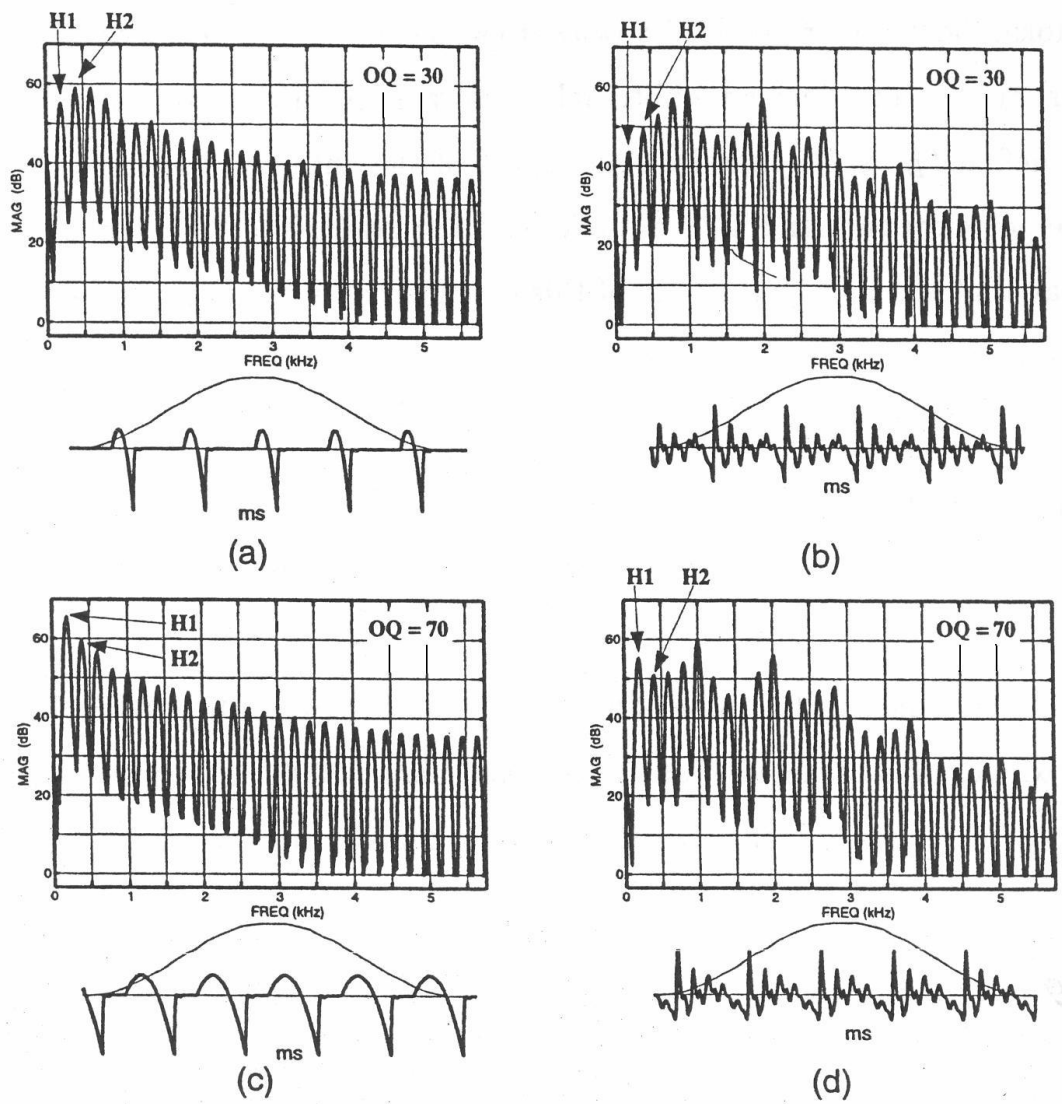 H1 H2
OQ = 30
60
40
20
0
MAG (dB)
0 1 2 3 4 5
FREQ (kHz)
ms
(a)
H1 H2
OQ = 30
60
40
20
0
MAG (dB)
0 1 2 3 4 5
FREQ (kHz)
ms
(b)
H1
H2
OQ = 70
60
40
20
0
MAG (dB)
0 1 2 3 4 5
FREQ (kHz)
ms
(c)
H1 H2
OQ = 70
60
40
20
0
MAG (dB)
0 1 2 3 4 5
FREQ (kHz)
ms
(d)